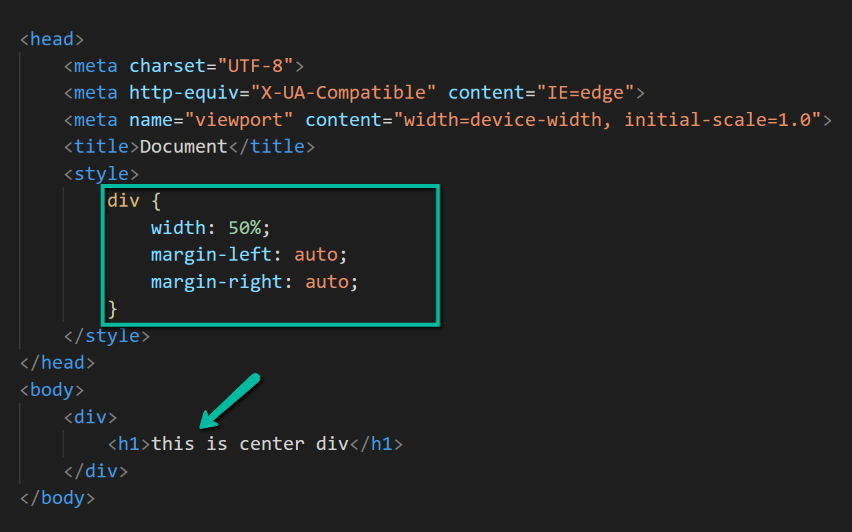 <head>
<meta charset="UTF-8">
<meta http-equiv="X-UA-Compatible" content="IE=edge">
<meta name="viewport" content="width=device-width, initial-scale=1.0">
<title>Document</title>
<style>
div {
width: 50%;
margin-left: auto;
margin-right: auto;
}
</style>
</head>
<body>
<div>
<h1>this is center div</h1>
</div>
</body>